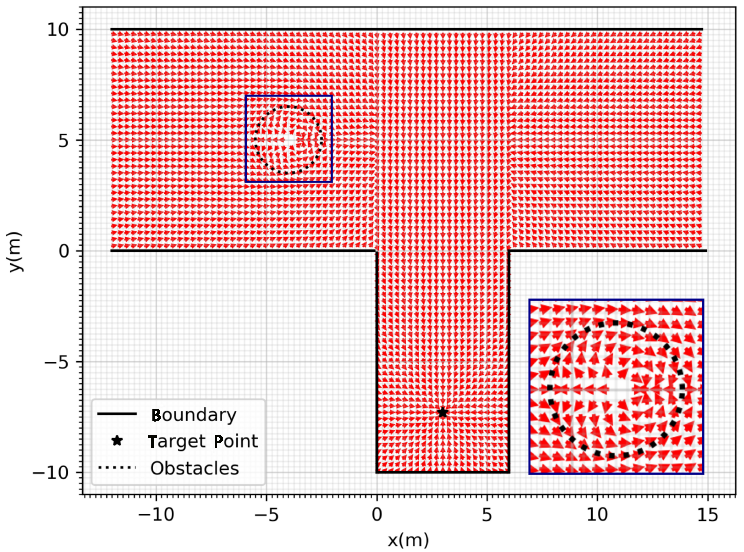 10
5
0
−5
−10
y(m)
Boundary
Target Point
Obstacles
−10
−5
0
5
10
15
x(m)